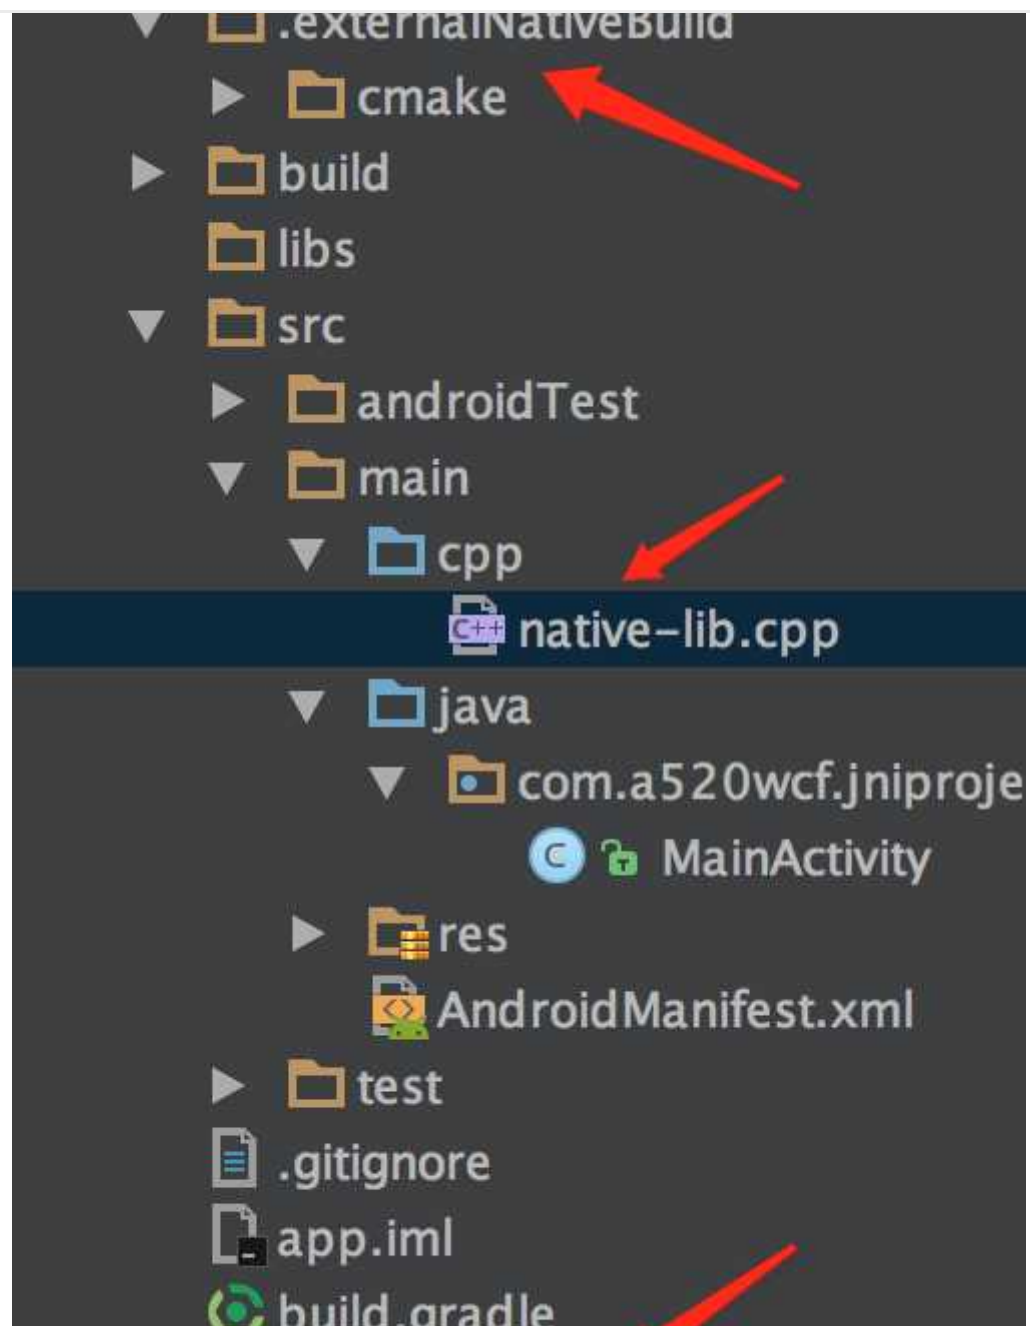 .externalNativeBuild
cmake
build
libs
src
androidTest
main
cpp
C++ native-lib.cpp
java
com.a520wcf.jniproje
C MainActivity
res
AndroidManifest.xml
test
.gitignore
app.iml
build.gradle